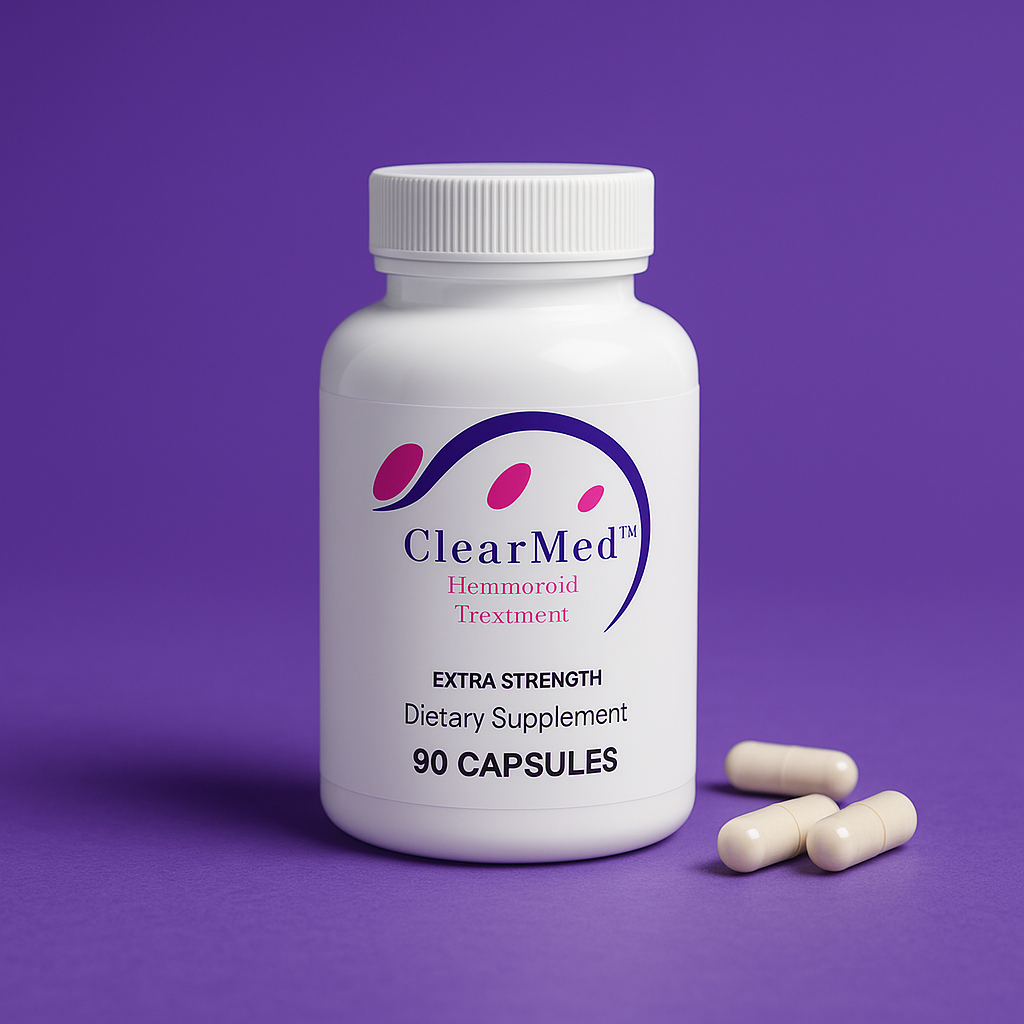 ClearMed™
Hemmoroid
Trextment
EXTRA STRENGTH
Dietary Supplement
90 CAPSULES